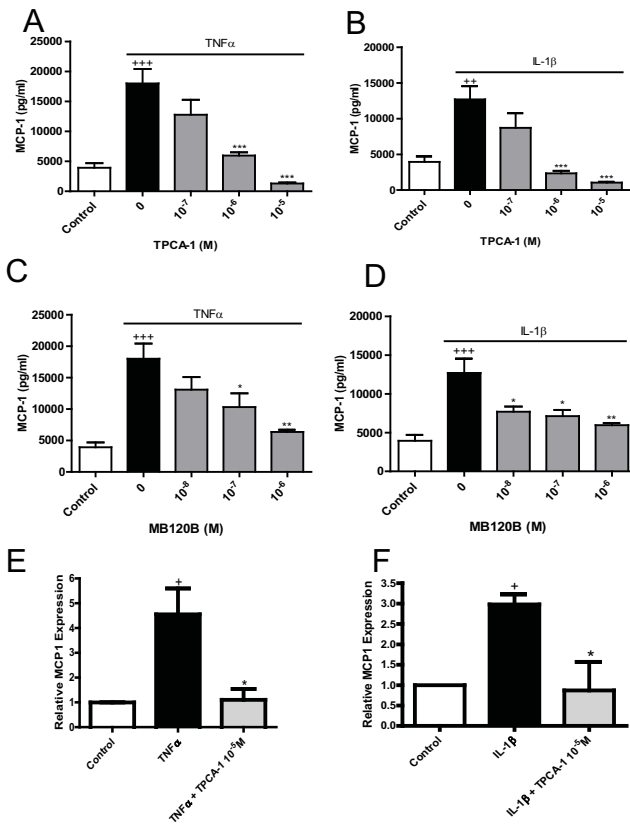 A
TNFα
MCP-1 (pg/ml)
25000
20000
15000
10000
5000
0
+++
***
***
Control
0
10-7
10-6
10-5
TPCA-1 (M)
B
IL-1β
MCP-1 (pg/ml)
20000
15000
10000
5000
0
++
***
***
Control
0
10-7
10-6
10-5
TPCA-1 (M)
C
TNFα
MCP-1 (pg/ml)
25000
20000
15000
10000
5000
0
+++
*
**
Control
0
10-8
10-7
10-6
MB120B (M)
D
IL-1β
MCP-1 (pg/ml)
20000
15000
10000
5000
0
+++
*
*
**
Control
0
10-8
10-7
10-6
MB120B (M)
E
Relative MCP1 Expression
6
5
4
3
2
1
0
+
*
Control
TNFα
TNFα + TPCA-1 10-5M
F
Relative MCP1 Expression
3.5
3.0
2.5
2.0
1.5
1.0
0.5
0.0
+
*
Control
IL-1β
IL-1β + TPCA-1 10-5M